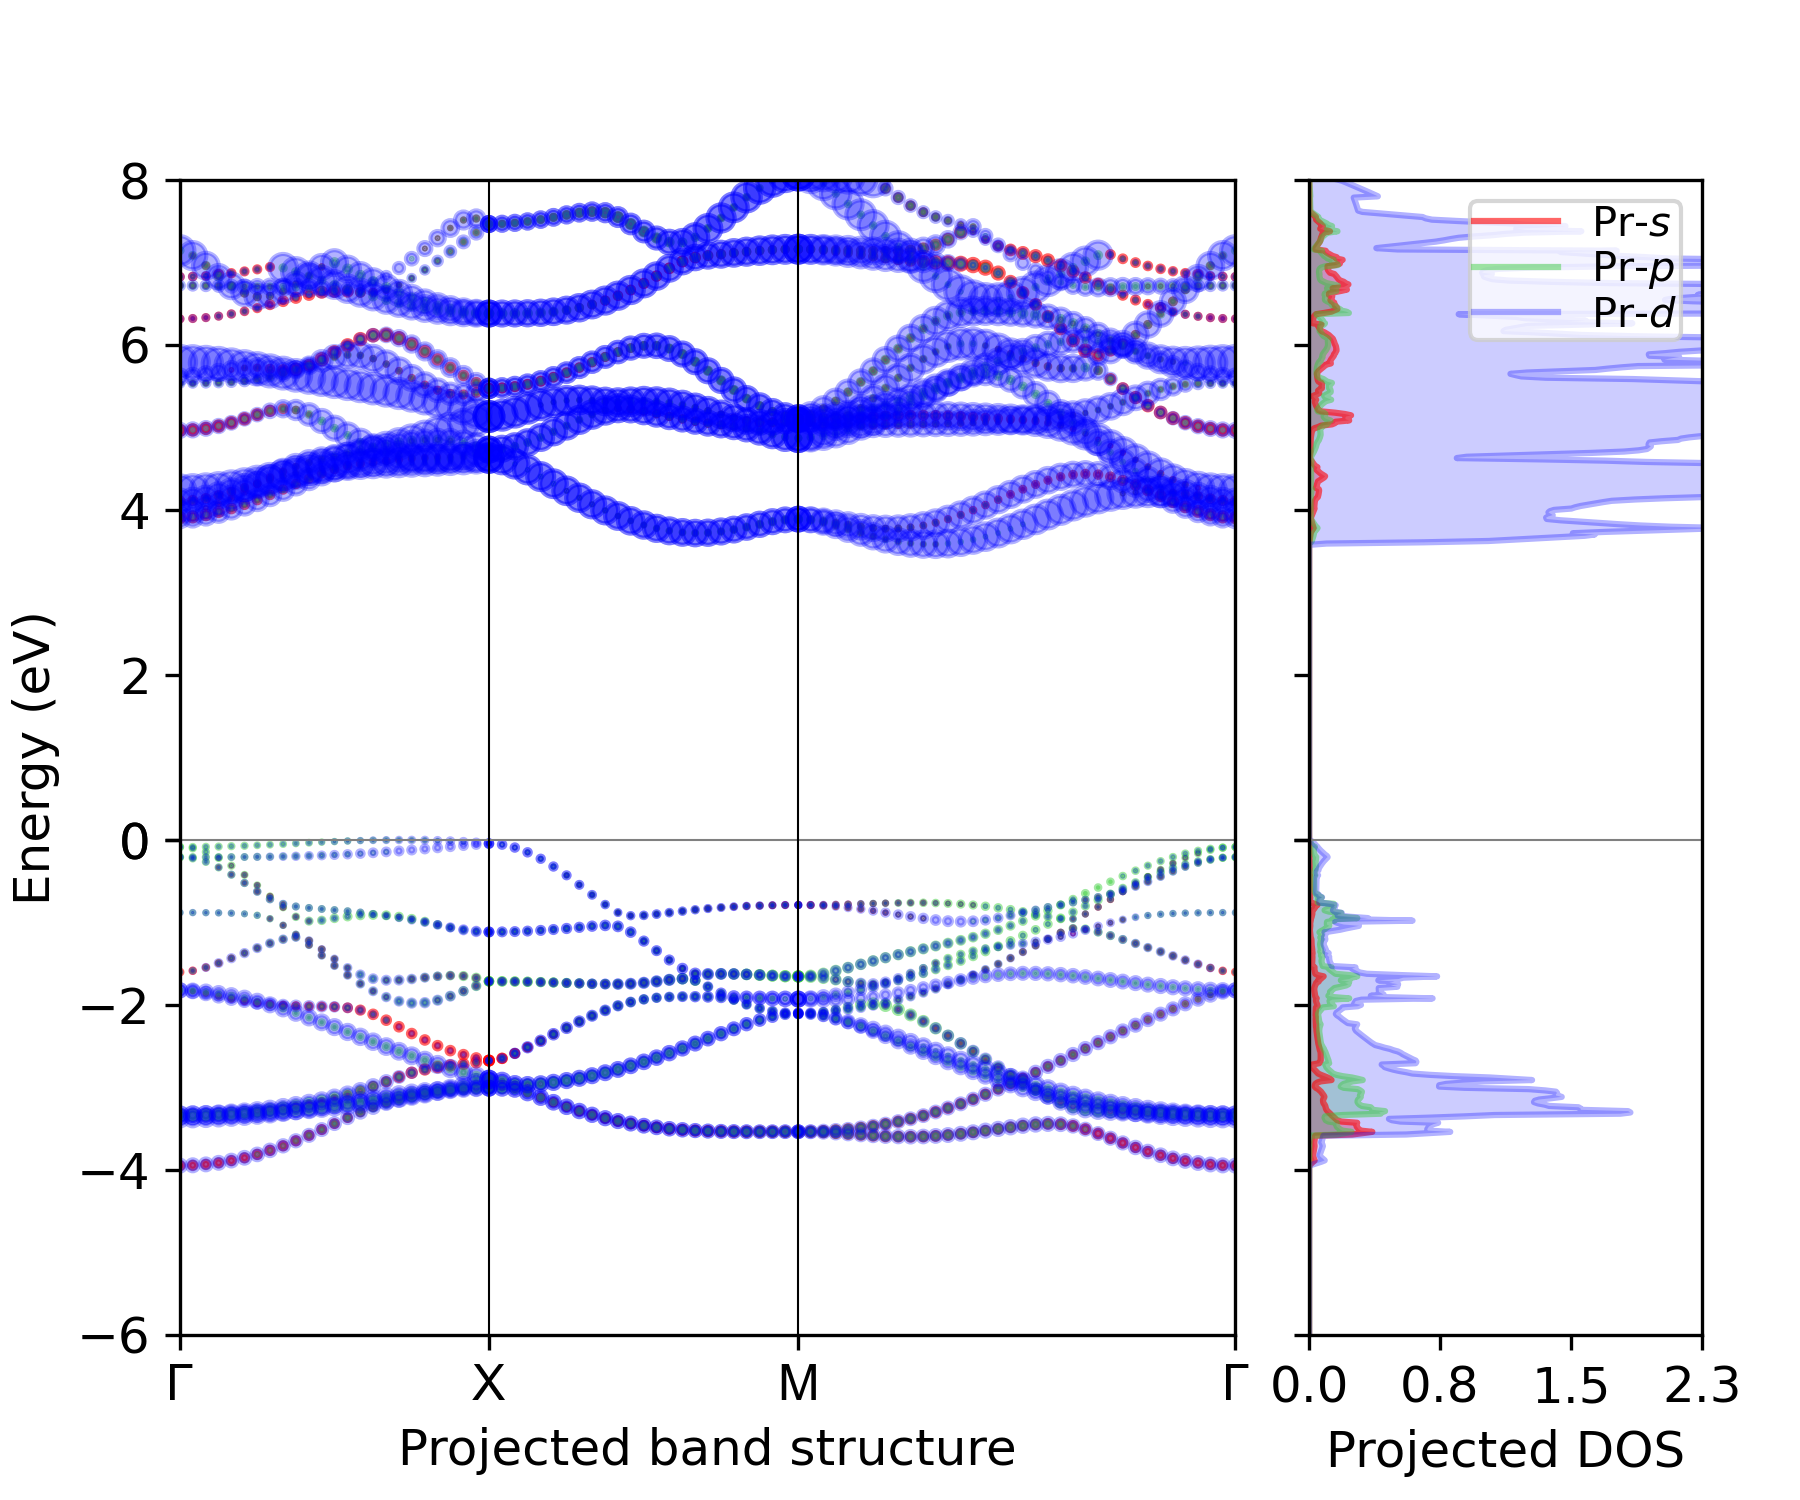 8
6
4
2
0
−2
−4
−6
Energy (eV)
Γ
X
M
Γ
Projected band structure
Pr-s
Pr-p
Pr-d
0.0
0.8
1.5
2.3
Projected DOS